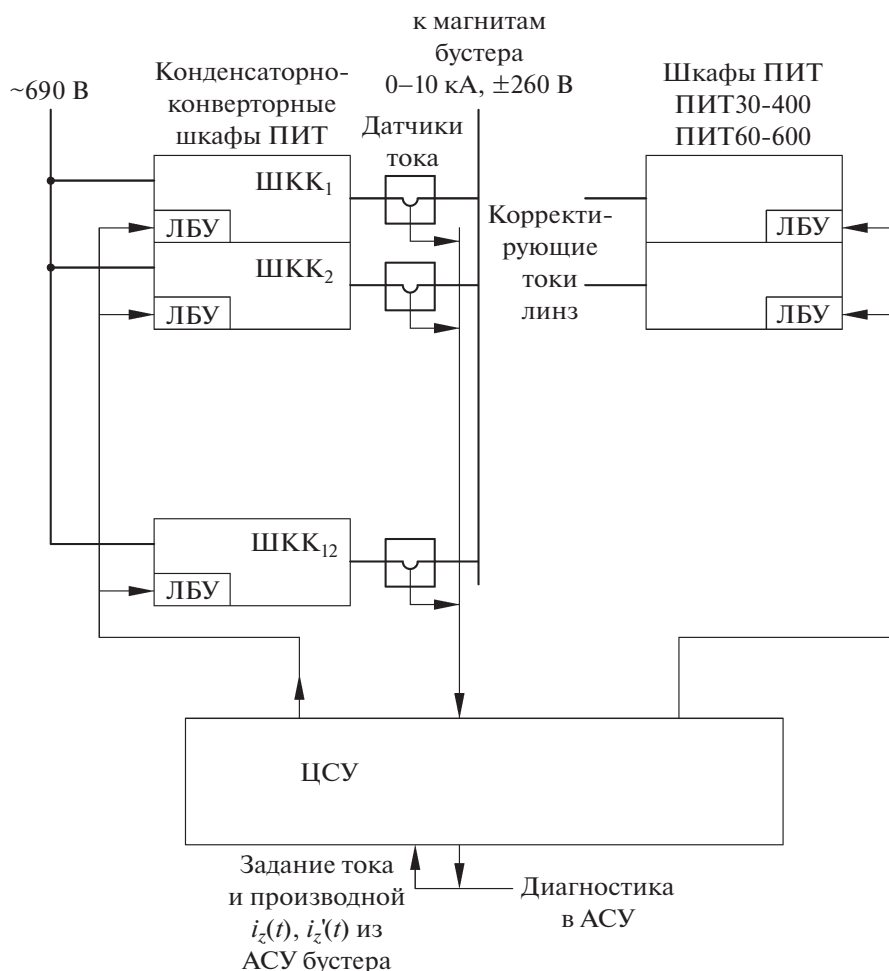 ~690 В
Конденсаторно-
конверторные
шкафы ПИТ
к магнитам
бустера
0–10 кА, ±260 В
Датчики
тока
Шкафы ПИТ
ПИТ30-400
ПИТ60-600
ШКК₁
ЛБУ
ШКК₂
ЛБУ
Корректи-
рующие
токи
линз
ЛБУ
ЛБУ
ШКК₁₂
ЛБУ
ЦСУ
Задание тока
и производной
i_z(t), i_z'(t) из
АСУ бустера
Диагностика
в АСУ